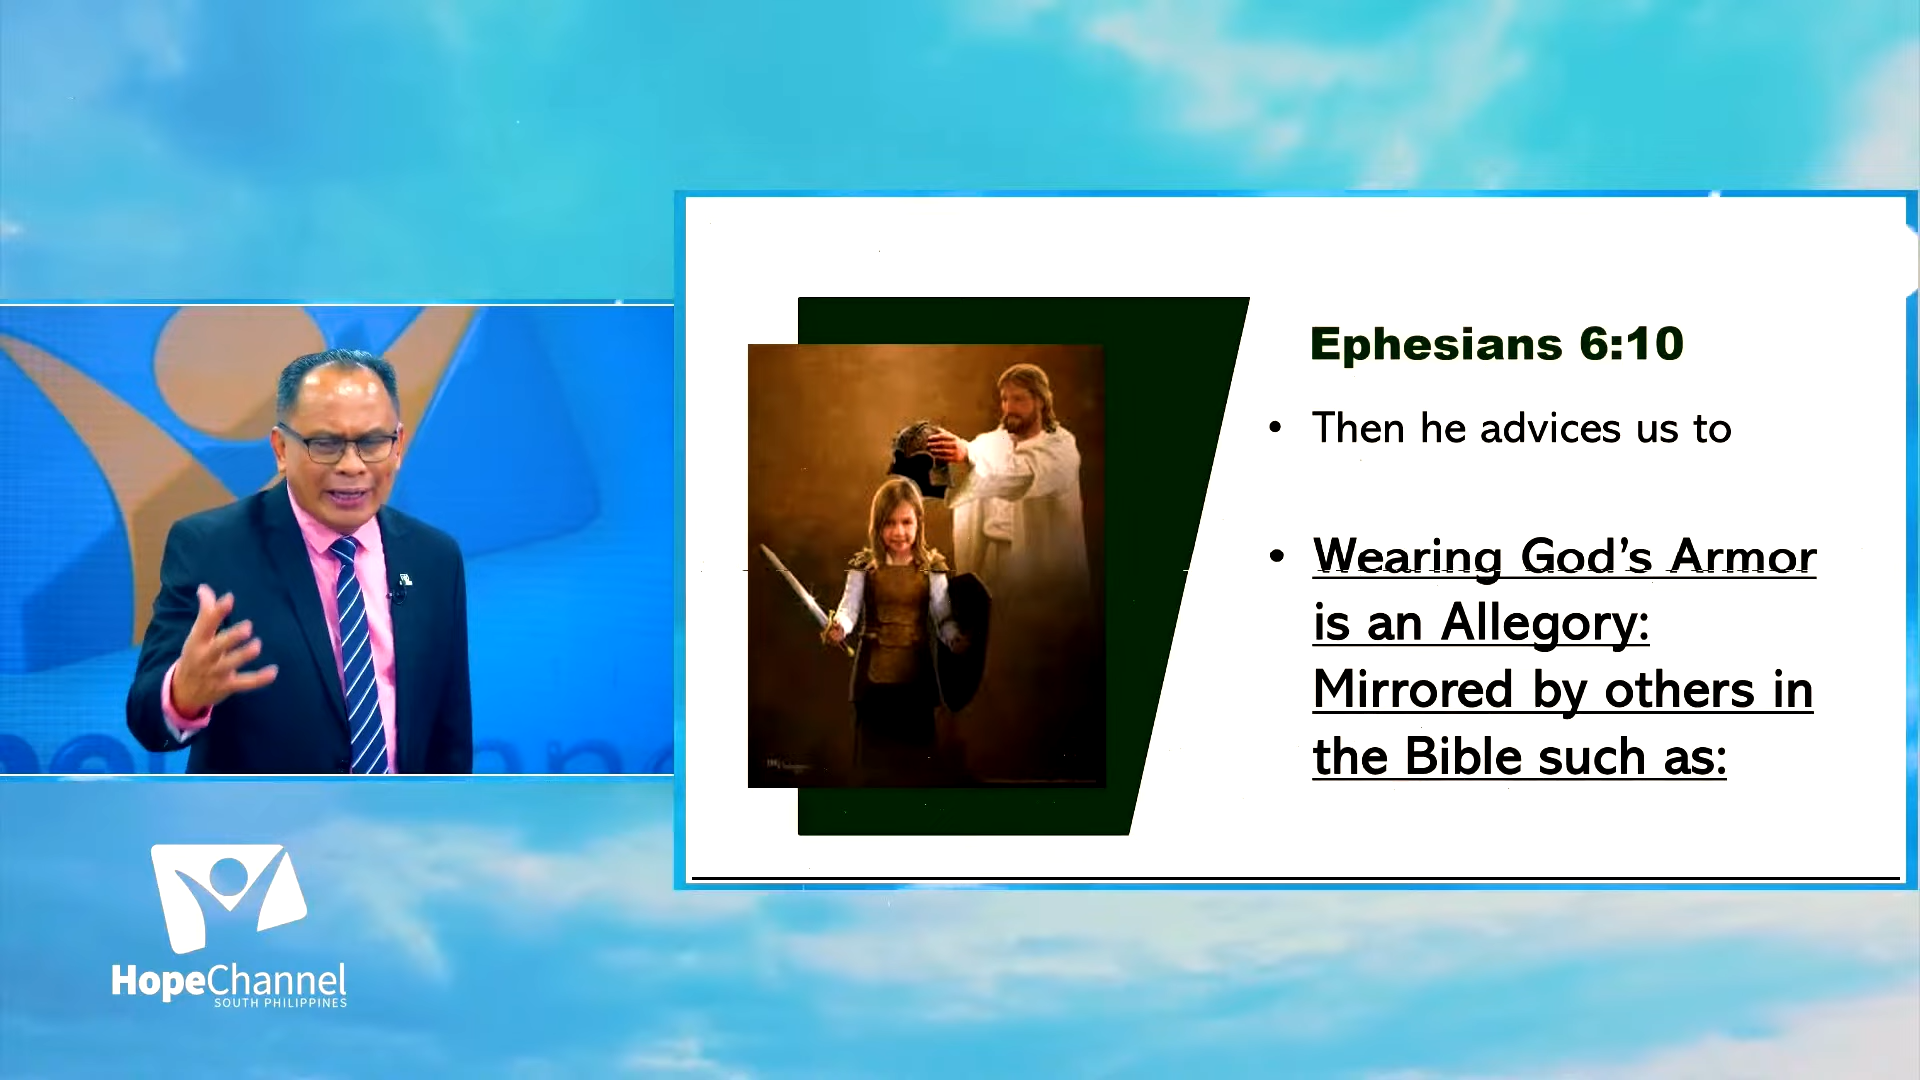 Ephesians 6:10
• Then he advices us to
• Wearing God's Armor
is an Allegory:
Mirrored by others in
the Bible such as:
HopeChannel
SOUTH PHILIPPINES